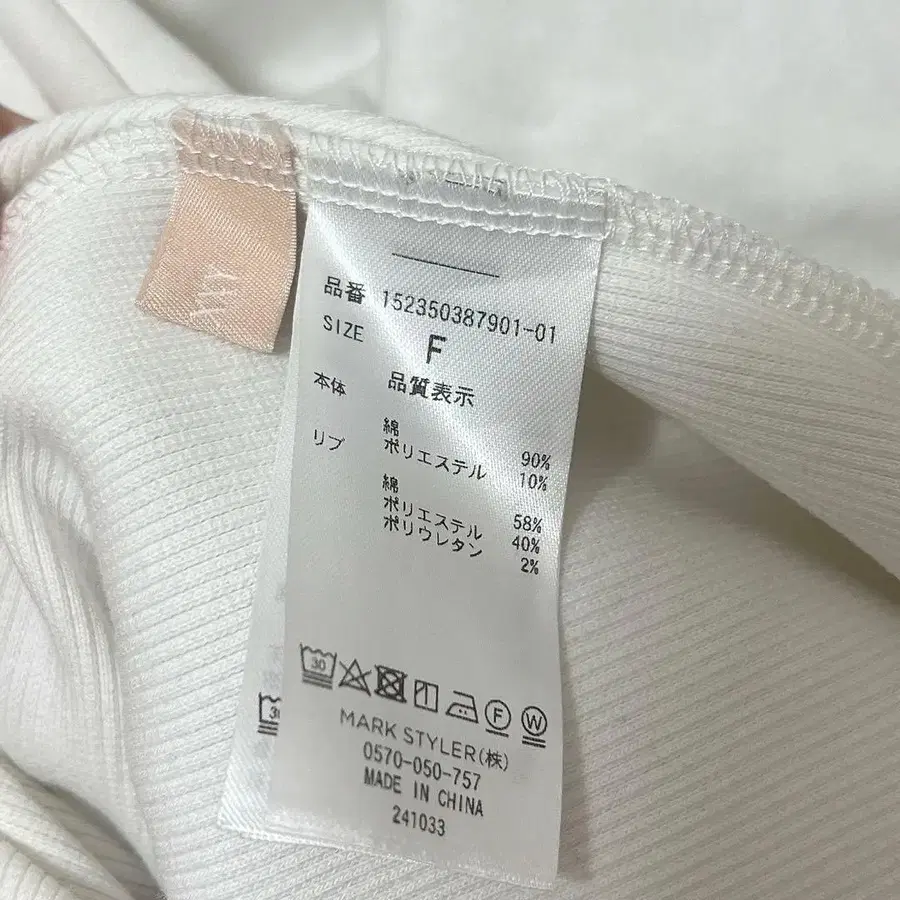 品番 152350387901-01
SIZE F
品質表示
本体 綿 90%
ポリエステル 10%
リブ 綿 58%
ポリエステル 40%
ポリウレタン 2%
30
F
W
MARK STYLER(株)
0570-050-757
MADE IN CHINA
241033
30